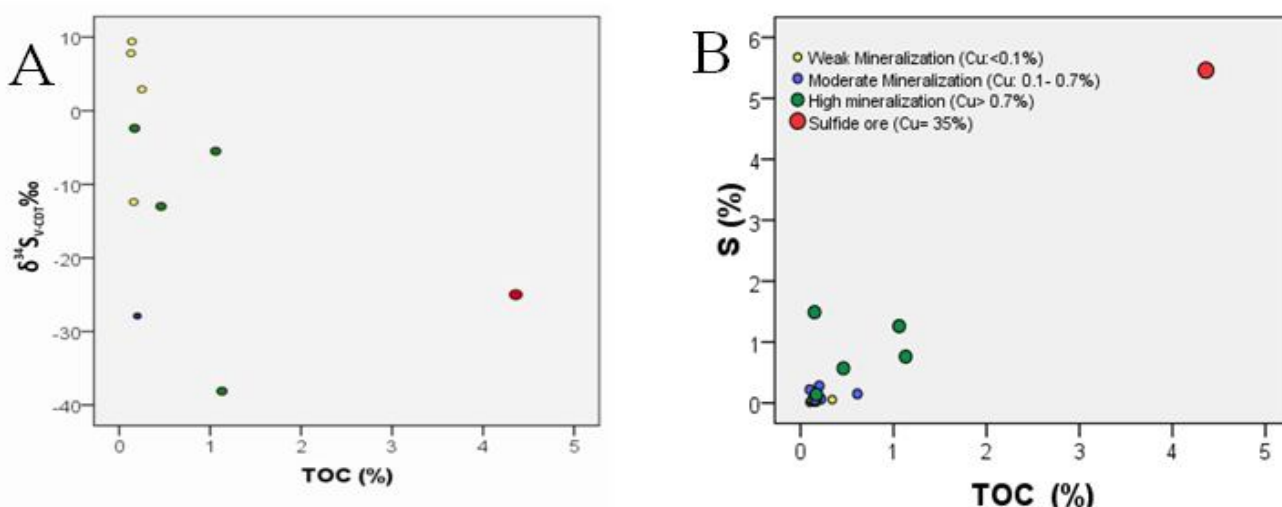 A
10
0
-10
-20
-30
-40
δ³⁴S V-CDT‰
0 1 2 3 4 5
TOC (%)
B
6
5
4
3
2
1
0
S (%)
Weak Mineralization (Cu:<0.1%)
Moderate Mineralization (Cu: 0.1- 0.7%)
High mineralization (Cu> 0.7%)
Sulfide ore (Cu= 35%)
0 1 2 3 4 5
TOC (%)